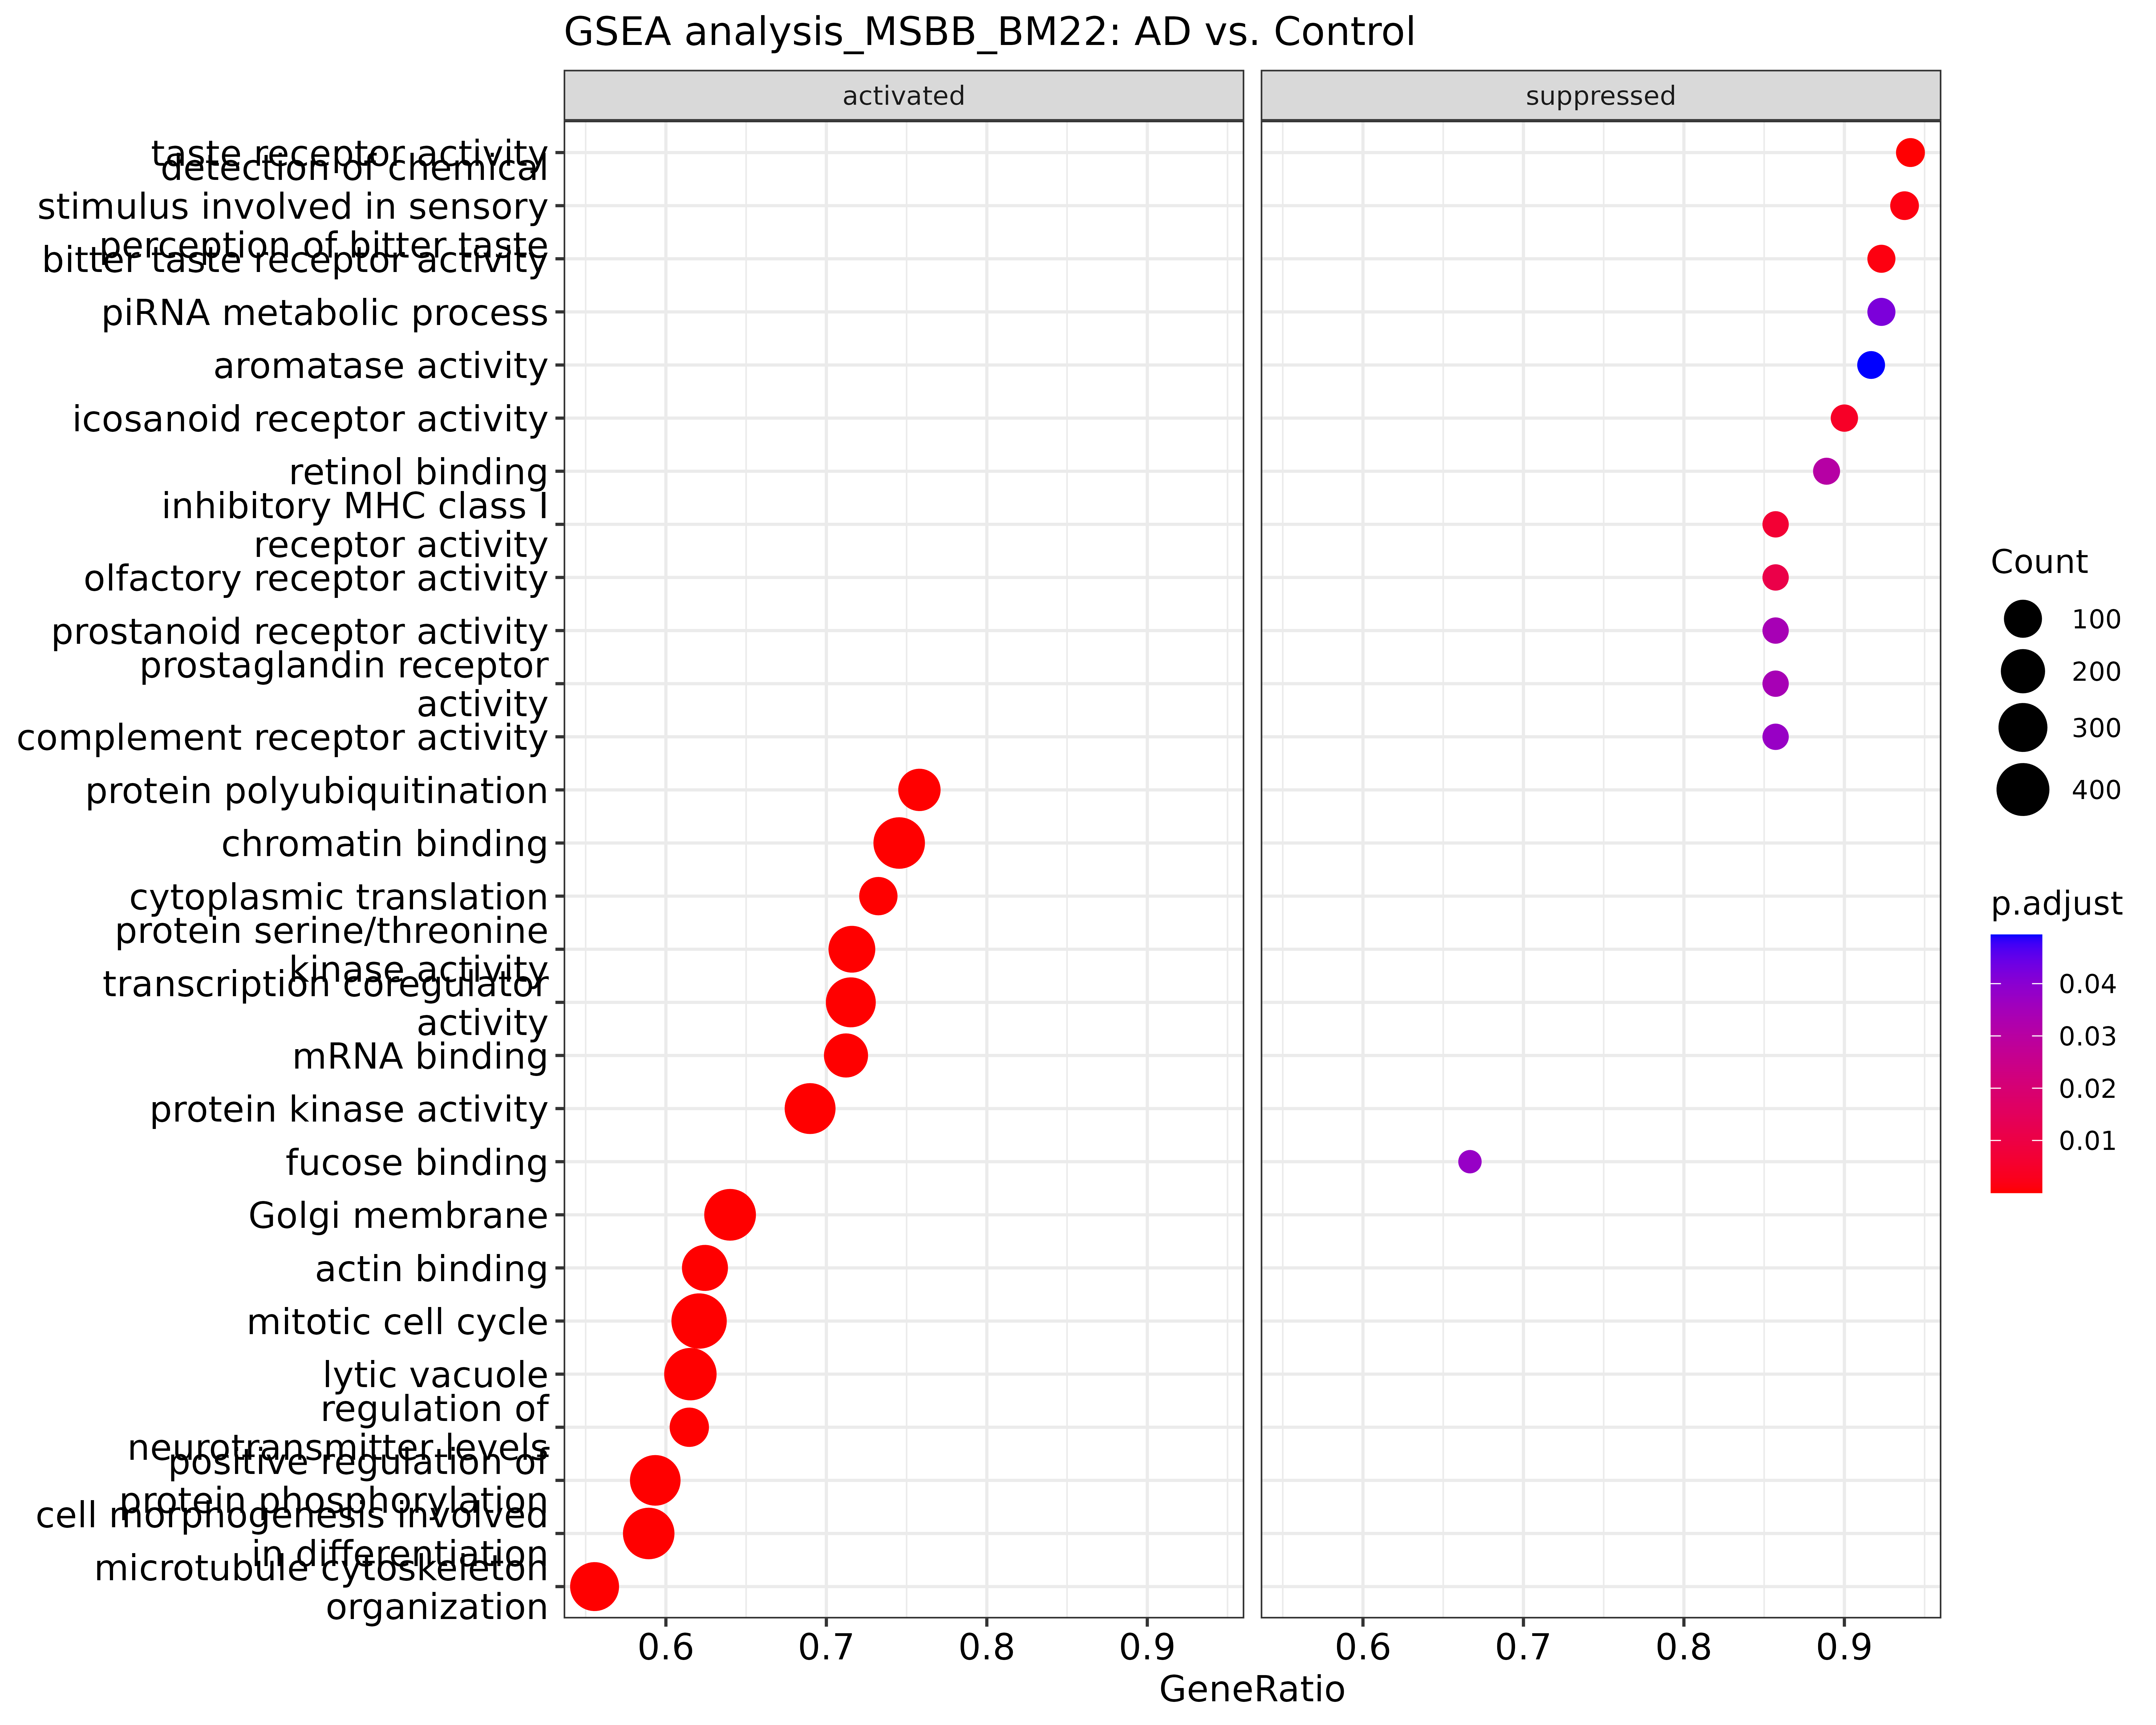 GSEA analysis_MSBB_BM22: AD vs. Control
activated
suppressed
taste receptor activity
detection of chemical
stimulus involved in sensory
perception of bitter taste
bitter taste receptor activity
piRNA metabolic process
aromatase activity
icosanoid receptor activity
retinol binding
inhibitory MHC class I
receptor activity
olfactory receptor activity
prostanoid receptor activity
prostaglandin receptor
activity
complement receptor activity
protein polyubiquitination
chromatin binding
cytoplasmic translation
protein serine/threonine
kinase activity
transcription coregulator
activity
mRNA binding
protein kinase activity
fucose binding
Golgi membrane
actin binding
mitotic cell cycle
lytic vacuole
regulation of
neurotransmitter levels
positive regulation of
protein phosphorylation
cell morphogenesis involved
in differentiation
microtubule cytoskeleton
organization
0.6 0.7 0.8 0.9
0.6 0.7 0.8 0.9
GeneRatio
Count
100
200
300
400
p.adjust
0.04
0.03
0.02
0.01